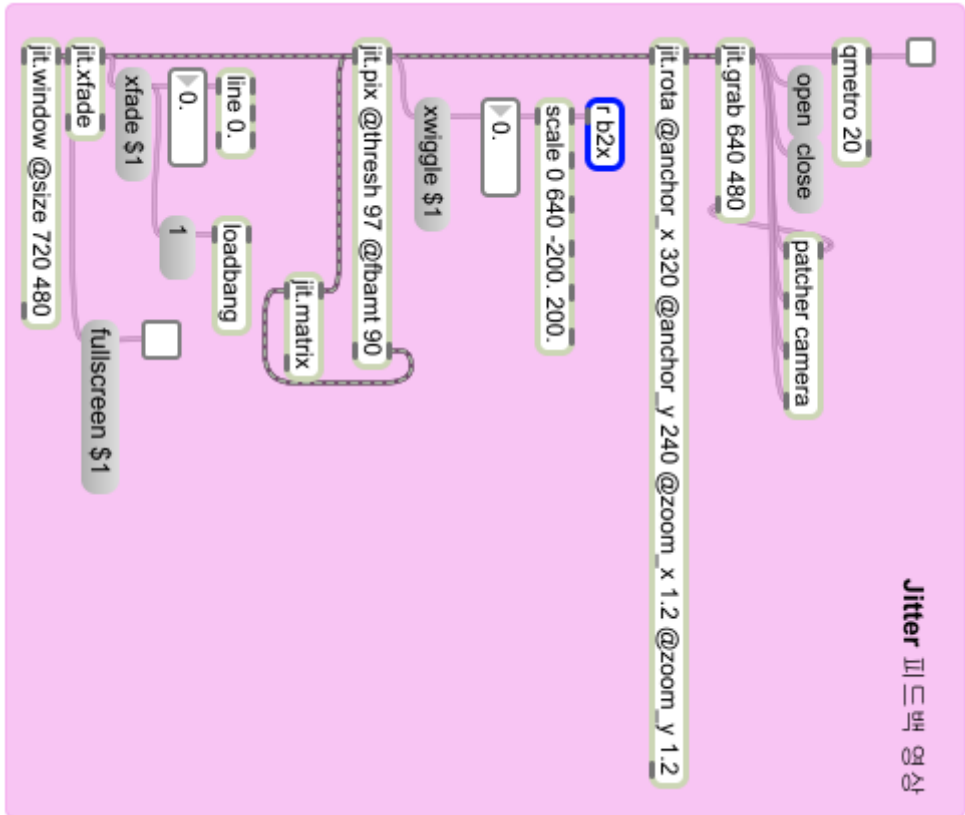 Jitter 피드백 영상
qmetro 20
open
close
patcher camera
jit.grab 640 480
jit.rota @anchor_x 320 @anchor_y 240 @zoom_x 1.2 @zoom_y 1.2
r b2x
scale 0 640 -200. 200.
0.
xwiggle $1
jit.pix @thresh 97 @fbamt 90
jit.matrix
line 0.
0.
loadbang
1
xfade $1
jit.xfade
fullscreen $1
jit.window @size 720 480